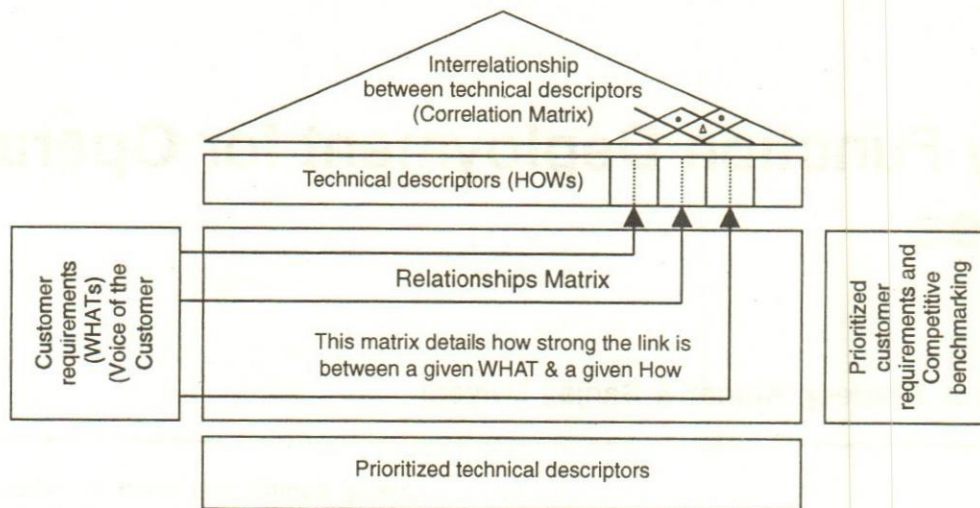 Interrelationship
between technical descriptors
(Correlation Matrix)
Technical descriptors (HOWs)
Customer
requirements
(WHATs)
(Voice of the
Customer
Relationships Matrix
This matrix details how strong the link is
between a given WHAT & a given How
Prioritized
customer
requirements and
Competitive
benchmarking
Prioritized technical descriptors